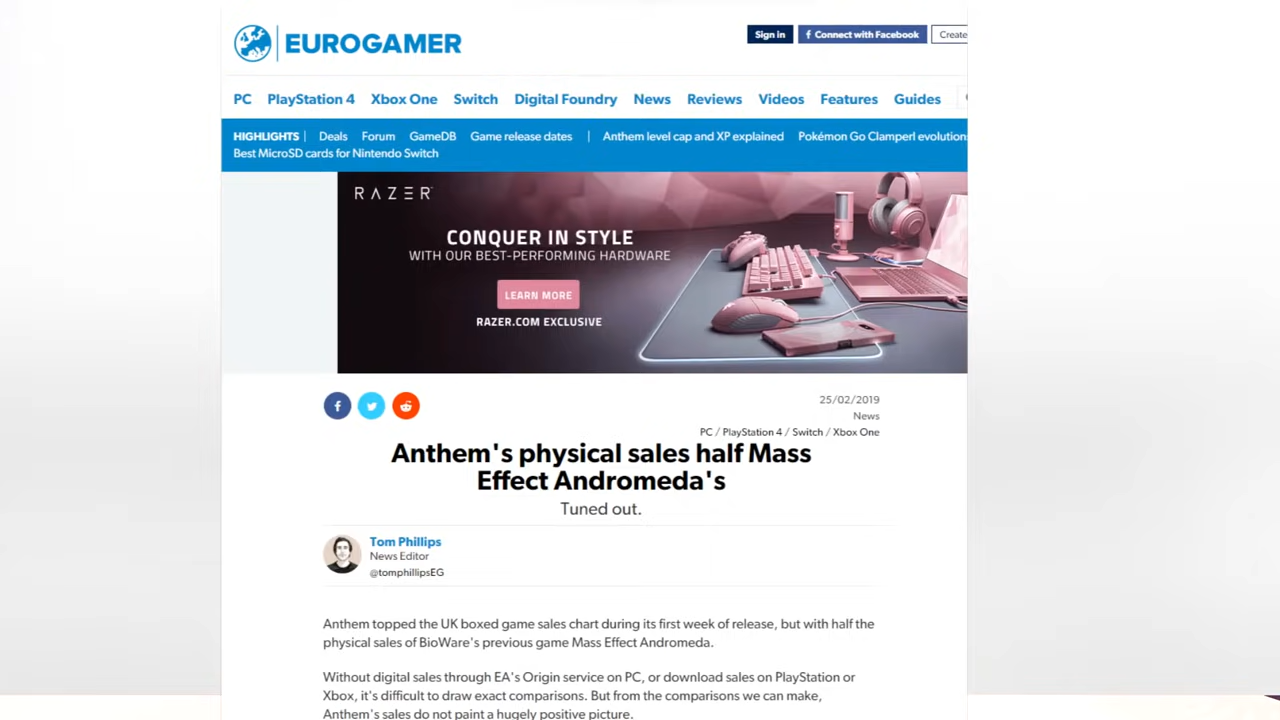 EUROGAMER
Sign in
f Connect with Facebook
Create
PC PlayStation 4 Xbox One Switch Digital Foundry News Reviews Videos Features Guides
HIGHLIGHTS | Deals Forum GameDB Game release dates | Anthem level cap and XP explained Pokémon Go Clamperl evolution
Best MicroSD cards for Nintendo Switch
RAZER
CONQUER IN STYLE
WITH OUR BEST-PERFORMING HARDWARE
LEARN MORE
RAZER.COM EXCLUSIVE
25/02/2019
News
PC / PlayStation 4 / Switch / Xbox One
Anthem's physical sales half Mass
Effect Andromeda's
Tuned out.
Tom Phillips
News Editor
@tomphillipsEG
Anthem topped the UK boxed game sales chart during its first week of release, but with half the
physical sales of BioWare's previous game Mass Effect Andromeda.
Without digital sales through EA's Origin service on PC, or download sales on PlayStation or
Xbox, it's difficult to draw exact comparisons. But from the comparisons we can make,
Anthem's sales do not paint a hugely positive picture.